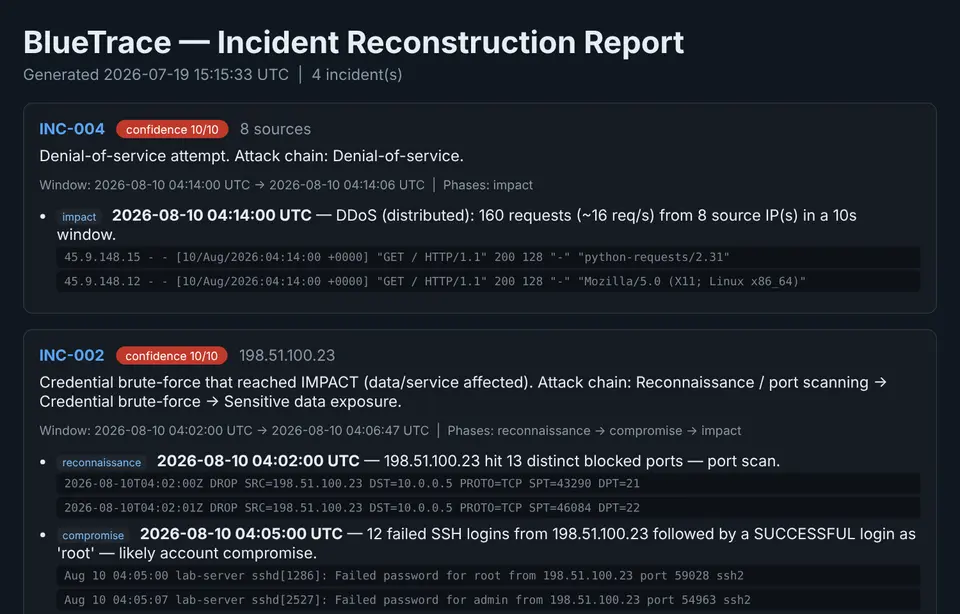 BlueTrace — Incident Reconstruction Report
Generated 2026-07-19 15:15:33 UTC | 4 incident(s)
INC-004 confidence 10/10 8 sources
Denial-of-service attempt. Attack chain: Denial-of-service.
Window: 2026-08-10 04:14:00 UTC → 2026-08-10 04:14:06 UTC | Phases: impact
• impact 2026-08-10 04:14:00 UTC — DDoS (distributed): 160 requests (~16 req/s) from 8 source IP(s) in a 10s
window.
45.9.148.15 - - [10/Aug/2026:04:14:00 +0000] "GET / HTTP/1.1" 200 128 "-" "python-requests/2.31"
45.9.148.12 - - [10/Aug/2026:04:14:00 +0000] "GET / HTTP/1.1" 200 128 "-" "Mozilla/5.0 (X11; Linux x86_64)"
INC-002 confidence 10/10 198.51.100.23
Credential brute-force that reached IMPACT (data/service affected). Attack chain: Reconnaissance / port scanning →
Credential brute-force → Sensitive data exposure.
Window: 2026-08-10 04:02:00 UTC → 2026-08-10 04:06:47 UTC | Phases: reconnaissance → compromise → impact
• reconnaissance 2026-08-10 04:02:00 UTC — 198.51.100.23 hit 13 distinct blocked ports — port scan.
2026-08-10T04:02:00Z DROP SRC=198.51.100.23 DST=10.0.0.5 PROTO=TCP SPT=43290 DPT=21
2026-08-10T04:02:01Z DROP SRC=198.51.100.23 DST=10.0.0.5 PROTO=TCP SPT=46084 DPT=22
• compromise 2026-08-10 04:05:00 UTC — 12 failed SSH logins from 198.51.100.23 followed by a SUCCESSFUL login as
'root' — likely account compromise.
Aug 10 04:05:00 lab-server sshd[1286]: Failed password for root from 198.51.100.23 port 59028 ssh2
Aug 10 04:05:07 lab-server sshd[2527]: Failed password for admin from 198.51.100.23 port 54963 ssh2